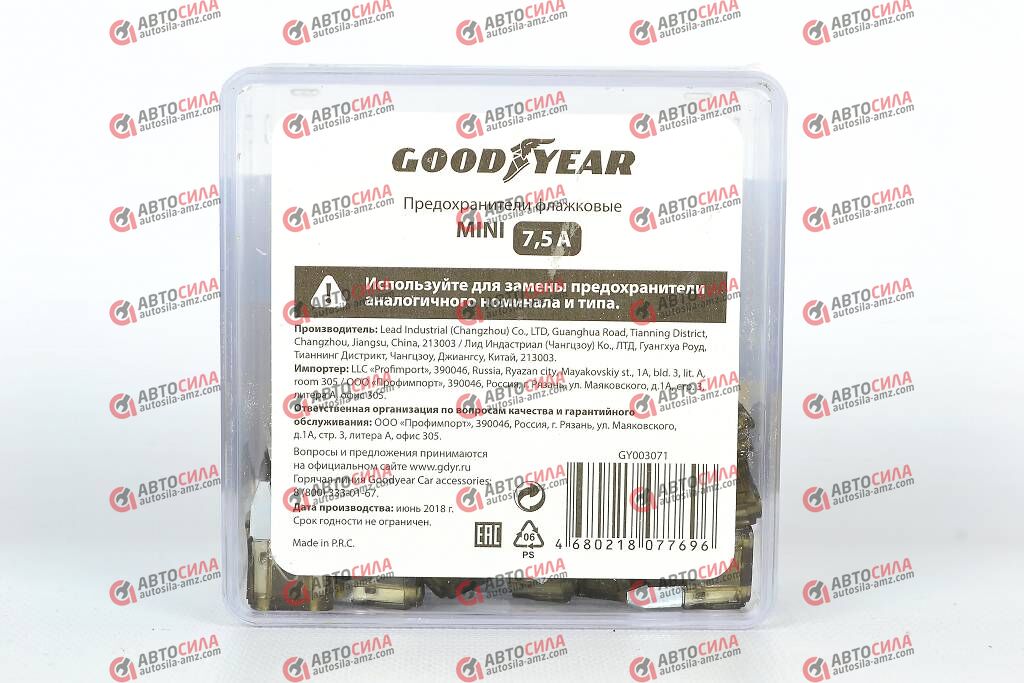 GOODYEAR
Предохранители флажковые
MINI 7,5 A
Используйте для замены предохранители
аналогичного номинала и типа.
Производитель: Lead Industrial (Changzhou) Co., LTD, Guanghua Road, Tianning District,
Changzhou, Jiangsu, China, 213003 / Лид Индастриал (Чангцзоу) Ко., ЛТД, Гуангхуа Роуд,
Тианнинг Дистрикт, Чангцзоу, Джиангсу, Китай, 213003.
Импортер: LLC «Profimport», 390046, Russia, Ryazan city, Mayakovskiy st., 1A, bld. 3, lit. A,
room 305 / ООО «Профимпорт», 390046, Россия, г. Рязань, ул. Маяковского, д.1А, стр. 3,
литера А, офис 305.
Ответственная организация по вопросам качества и гарантийного
обслуживания: ООО «Профимпорт», 390046, Россия, г. Рязань, ул. Маяковского,
д.1А, стр. 3, литера А, офис 305.
Вопросы и предложения принимаются
на официальном сайте www.gdyr.ru
Горячая линия Goodyear Car accessories:
8 (800) 333-01-67.
Дата производства: июнь 2018 г.
Срок годности не ограничен.
Made in P.R.C.
EAC
06
PS
GY003071
4 680218 077696
АВТОСИЛА
autosila-amz.com